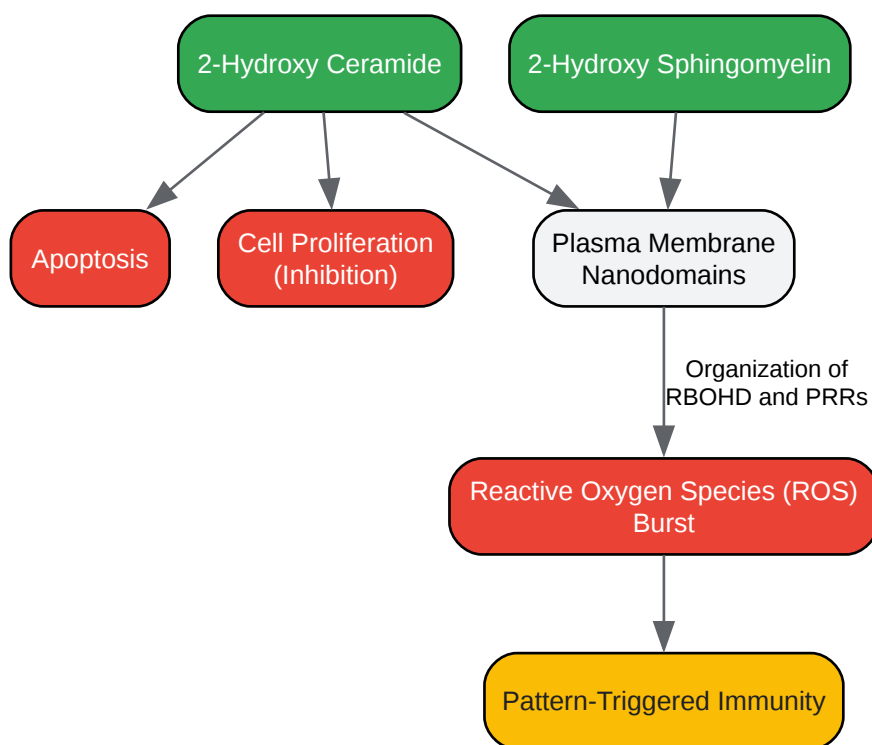 2-Hydroxy Ceramide
2-Hydroxy Sphingomyelin
Apoptosis
Cell Proliferation
(Inhibition)
Plasma Membrane
Nanodomains
Organization of
RBOHD and PRRs
Reactive Oxygen Species (ROS)
Burst
Pattern-Triggered Immunity